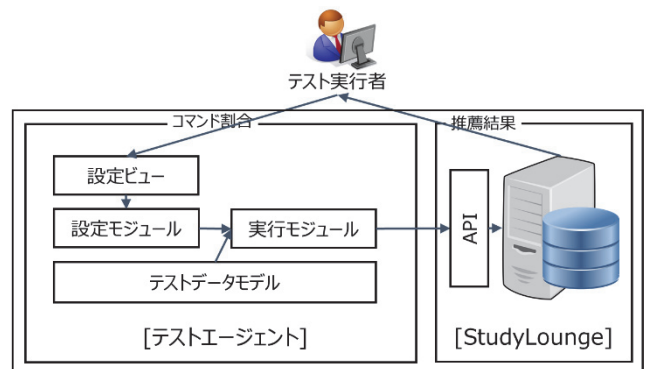 テスト実行者
コマンド割合
推薦結果
設定ビュー
設定モジュール
実行モジュール
API
テストデータモデル
[テストエージェント]
[StudyLounge]